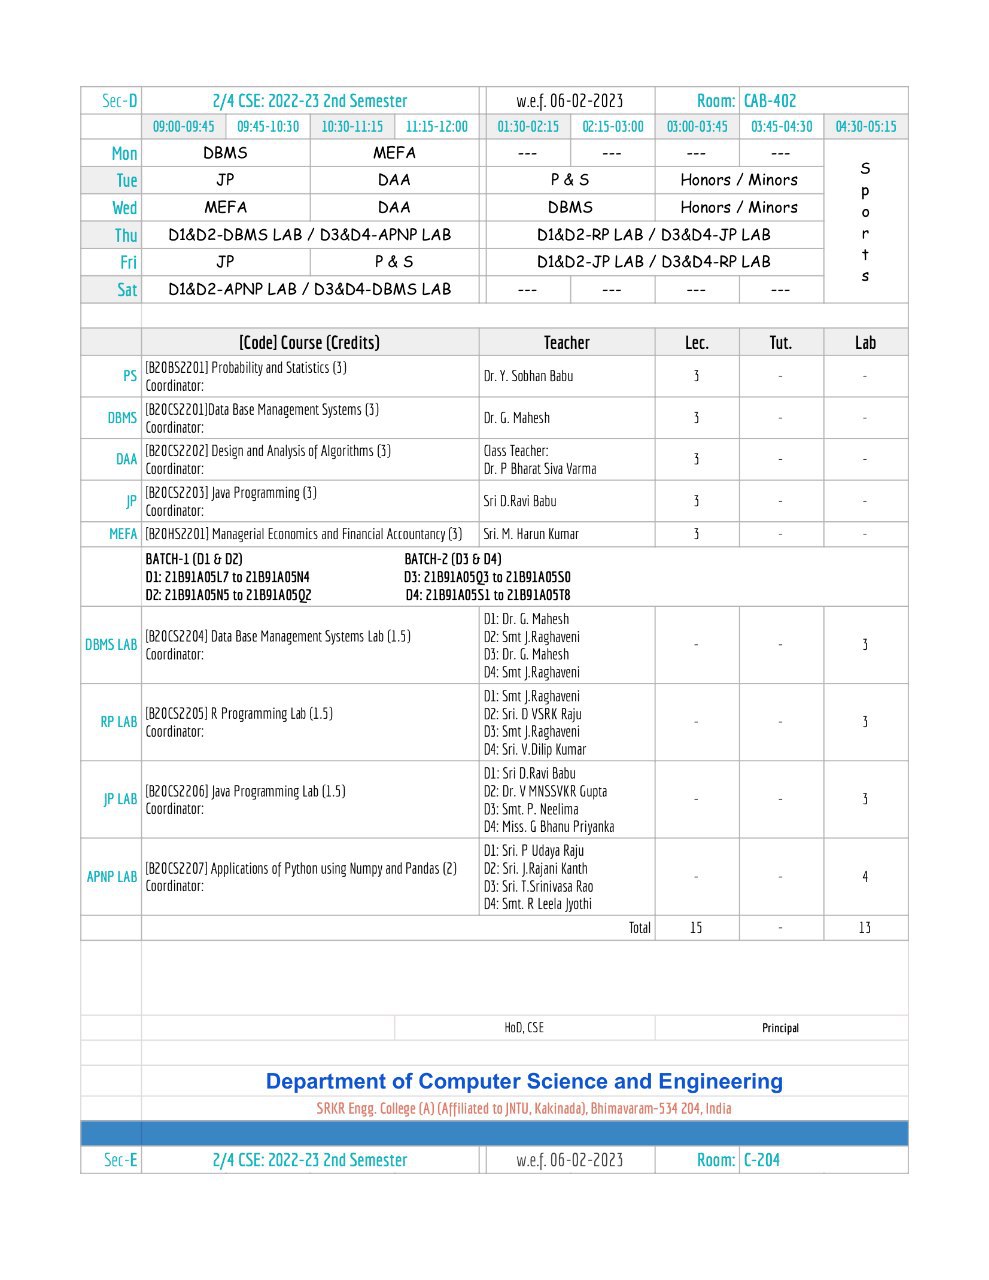 Sec-D 2/4 CSE: 2022-23 2nd Semester w.e.f. 06-02-2023 Room: CAB-402
09:00-09:45 09:45-10:30 10:30-11:15 11:15-12:00 01:30-02:15 02:15-03:00 03:00-03:45 03:45-04:30 04:30-05:15
Mon DBMS MEFA --- --- --- --- Sports
Tue JP DAA P & S Honors / Minors
Wed MEFA DAA DBMS Honors / Minors
Thu D1&D2-DBMS LAB / D3&D4-APNP LAB D1&D2-RP LAB / D3&D4-JP LAB
Fri JP P & S D1&D2-JP LAB / D3&D4-RP LAB
Sat D1&D2-APNP LAB / D3&D4-DBMS LAB --- --- --- ---
[Code] Course (Credits) Teacher Lec. Tut. Lab
PS [B20BS2201] Probability and Statistics (3)
Coordinator: Dr. Y. Sobhan Babu 3 - -
DBMS [B20CS2201]Data Base Management Systems (3)
Coordinator: Dr. G. Mahesh 3 - -
DAA [B20CS2202] Design and Analysis of Algorithms (3)
Coordinator: Class Teacher:
Dr. P Bharat Siva Varma 3 - -
JP [B20CS2203] Java Programming (3)
Coordinator: Sri D.Ravi Babu 3 - -
MEFA [B20HS2201] Managerial Economics and Financial Accountancy (3) Sri. M. Harun Kumar 3 - -
BATCH-1 (D1 & D2) BATCH-2 (D3 & D4)
D1: 21B91A05L7 to 21B91A05N4 D3: 21B91A05Q3 to 21B91A05S0
D2: 21B91A05N5 to 21B91A05Q2 D4: 21B91A05S1 to 21B91A05T8
DBMS LAB [B20CS2204] Data Base Management Systems Lab (1.5)
Coordinator:
D1: Dr. G. Mahesh
D2: Smt J.Raghaveni
D3: Dr. G. Mahesh
D4: Smt J.Raghaveni
- - 3
RP LAB [B20CS2205] R Programming Lab (1.5)
Coordinator:
D1: Smt J.Raghaveni
D2: Sri. D VSRK Raju
D3: Smt J.Raghaveni
D4: Sri. V.Dilip Kumar
- - 3
JP LAB [B20CS2206] Java Programming Lab (1.5)
Coordinator:
D1: Sri D.Ravi Babu
D2: Dr. V MNSSVKR Gupta
D3: Smt. P. Neelima
D4: Miss. G Bhanu Priyanka
- - 3
APNP LAB [B20CS2207] Applications of Python using Numpy and Pandas (2)
Coordinator:
D1: Sri. P Udaya Raju
D2: Sri. J.Rajani Kanth
D3: Sri. T.Srinivasa Rao
D4: Smt. R Leela Jyothi
- - 4
Total 15 - 13
HoD, CSE Principal
Department of Computer Science and Engineering
SRKR Engg. College (A) (Affiliated to JNTU, Kakinada), Bhimavaram-534 204, India
Sec-E 2/4 CSE: 2022-23 2nd Semester w.e.f. 06-02-2023 Room: C-204